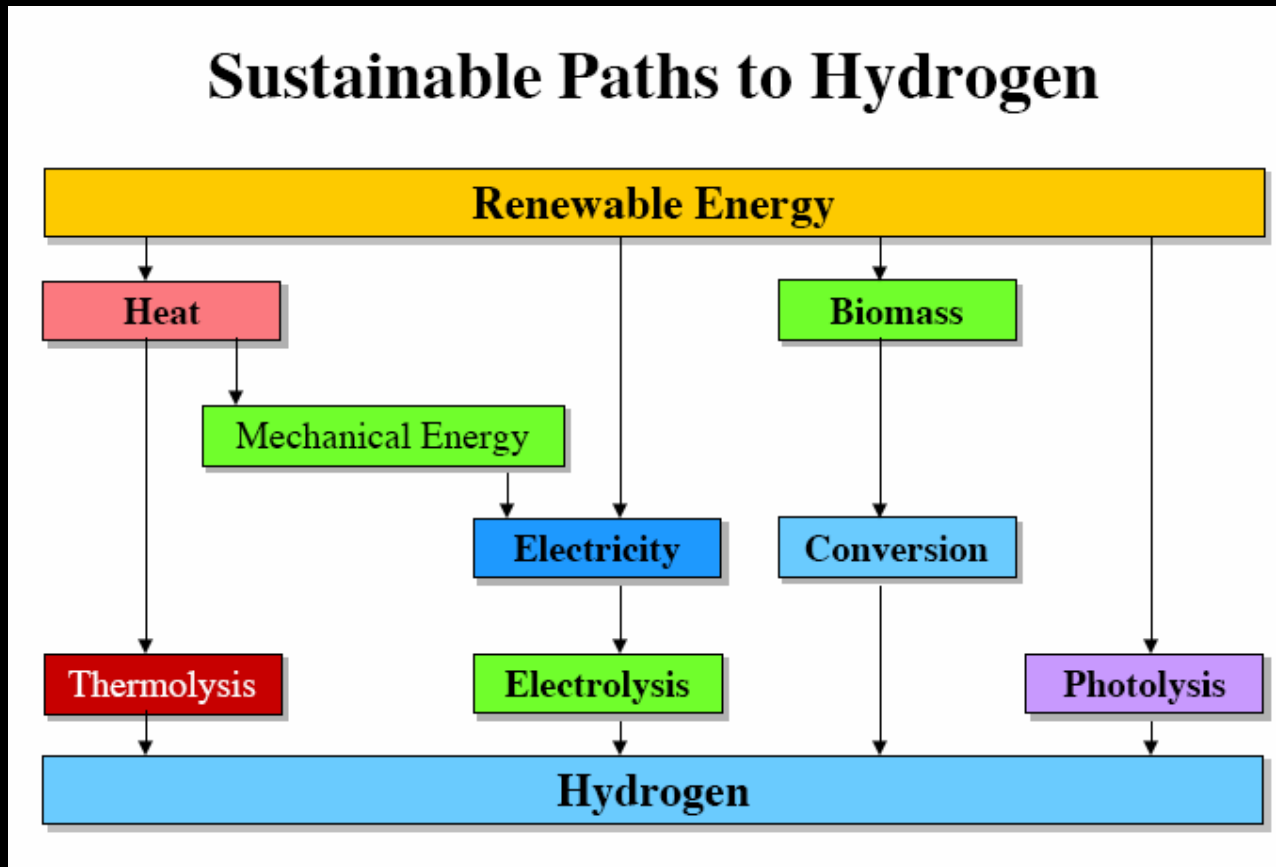 Sustainable Paths to Hydrogen
Renewable Energy
Heat
Biomass
Mechanical Energy
Electricity
Conversion
Thermolysis
Electrolysis
Photolysis
Hydrogen